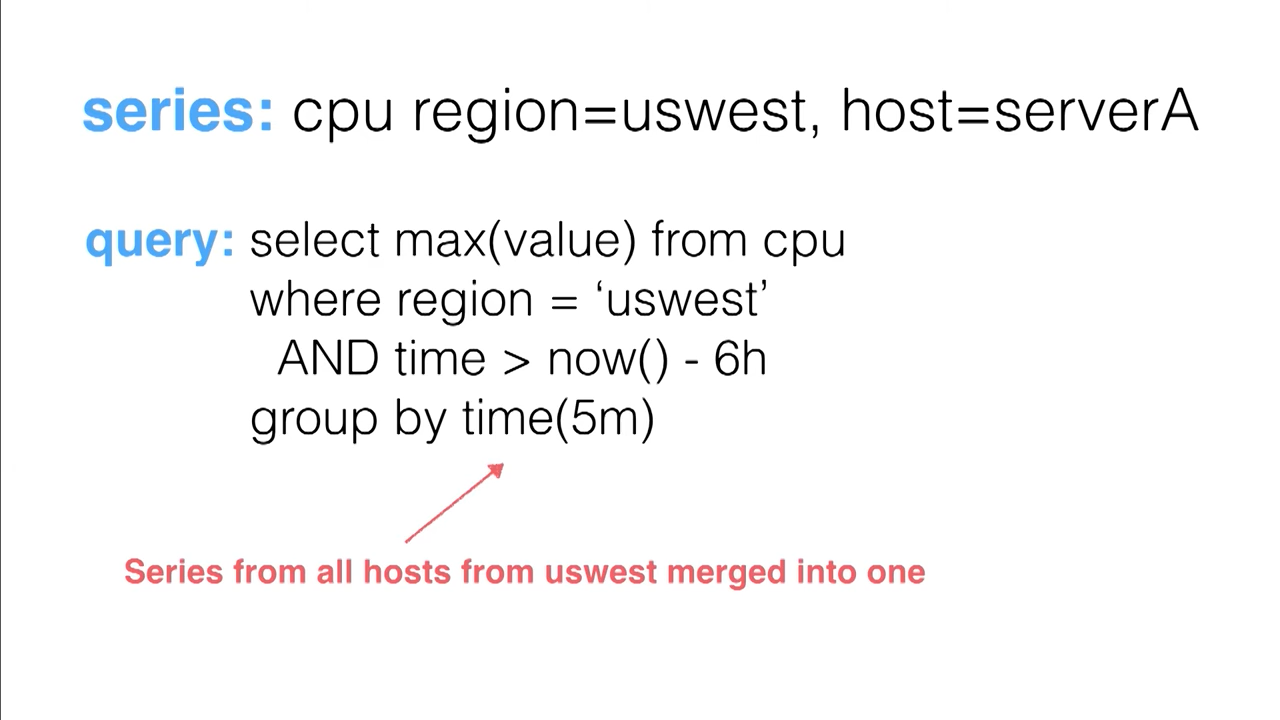 series: cpu region=uswest, host=serverA
query: select max(value) from cpu
where region = ‘uswest’
AND time > now() - 6h
group by time(5m)
Series from all hosts from uswest merged into one